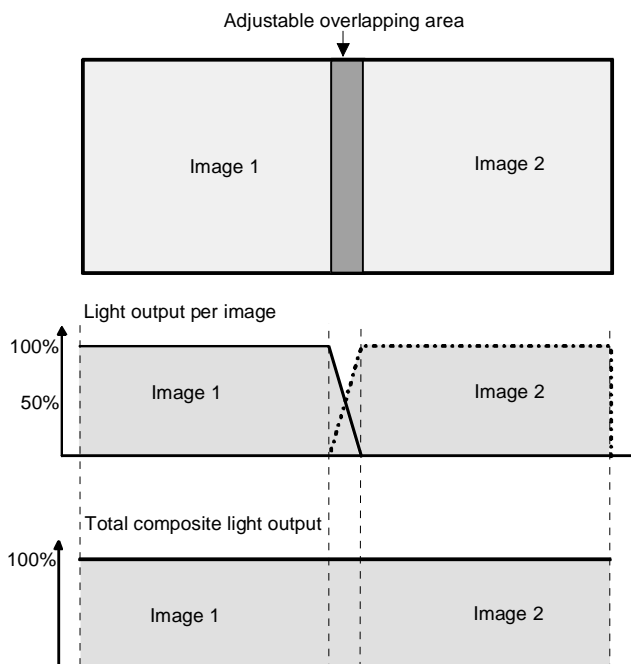 Adjustable overlapping area
Image 1
Image 2
Light output per image
100%
50%
Image 1
Image 2
Total composite light output
100%
Image 1
Image 2